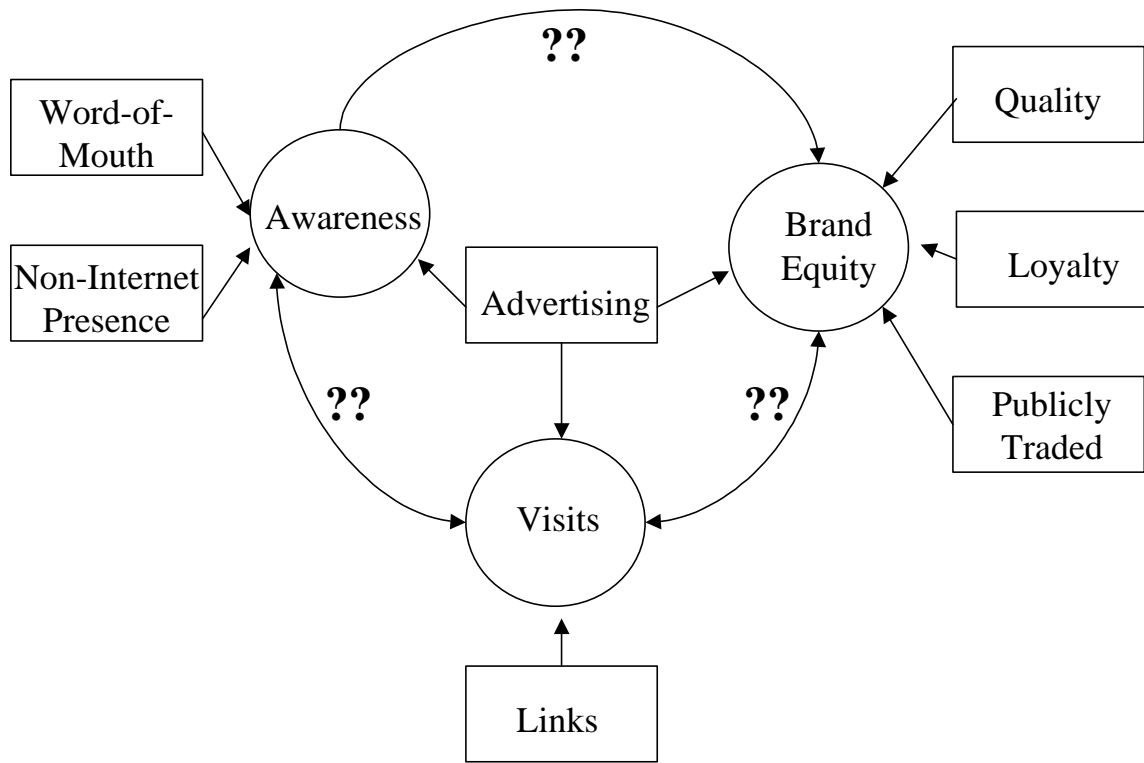 ??
Word-of-
Mouth
Quality
Awareness
Brand
Equity
Non-Internet
Presence
Advertising
Loyalty
??
??
Publicly
Traded
Visits
Links